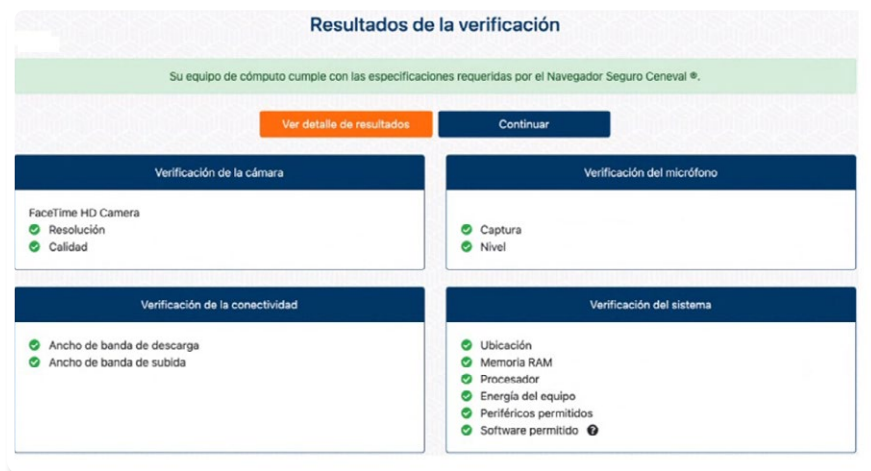 Resultados de la verificación
Su equipo de cómputo cumple con las especificaciones requeridas por el Navegador Seguro Ceneval ®.
Ver detalle de resultados
Continuar
Verificación de la cámara
FaceTime HD Camera
Resolución
Calidad
Verificación del micrófono
Captura
Nivel
Verificación de la conectividad
Ancho de banda de descarga
Ancho de banda de subida
Verificación del sistema
Ubicación
Memoria RAM
Procesador
Energía del equipo
Periféricos permitidos
Software permitido ?